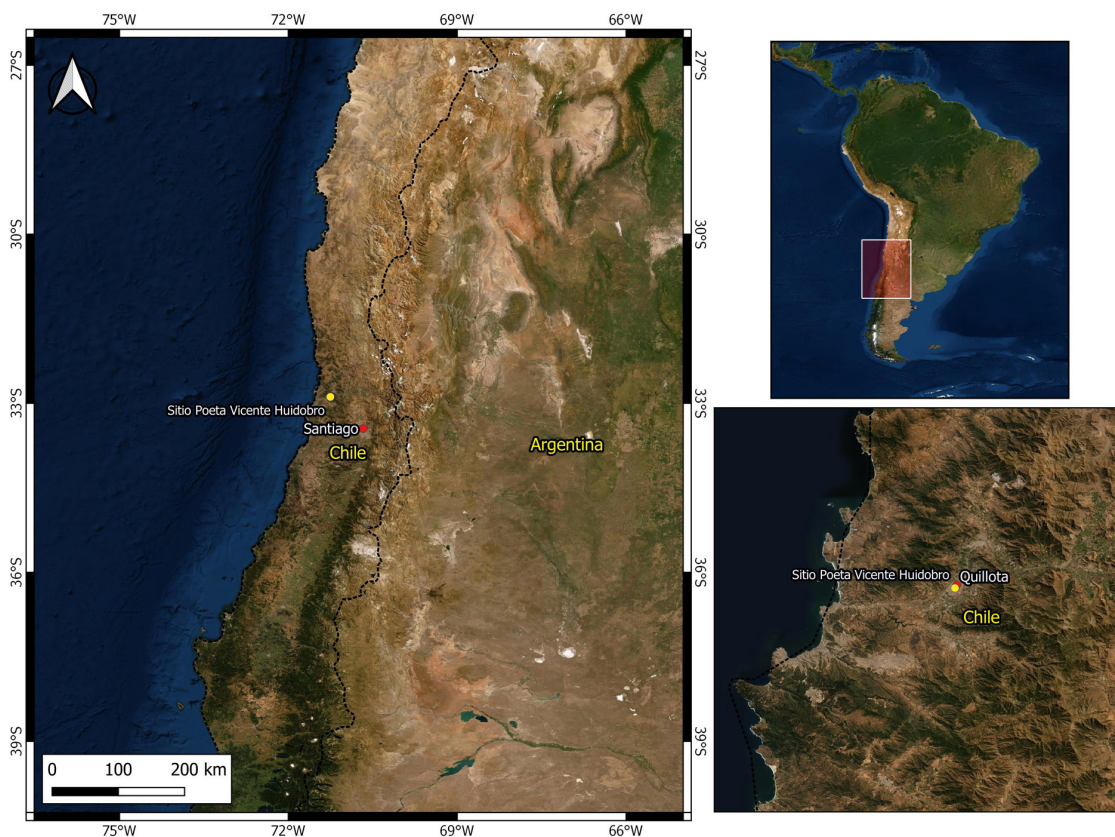 75°W 72°W 69°W 66°W
27°S 27°S
30°S 30°S
33°S 33°S
Sitio Poeta Vicente Huidobro
Santiago
Chile
Argentina
36°S 36°S
39°S 39°S
0 100 200 km
75°W 72°W 69°W 66°W
Sitio Poeta Vicente Huidobro
Quillota
Chile